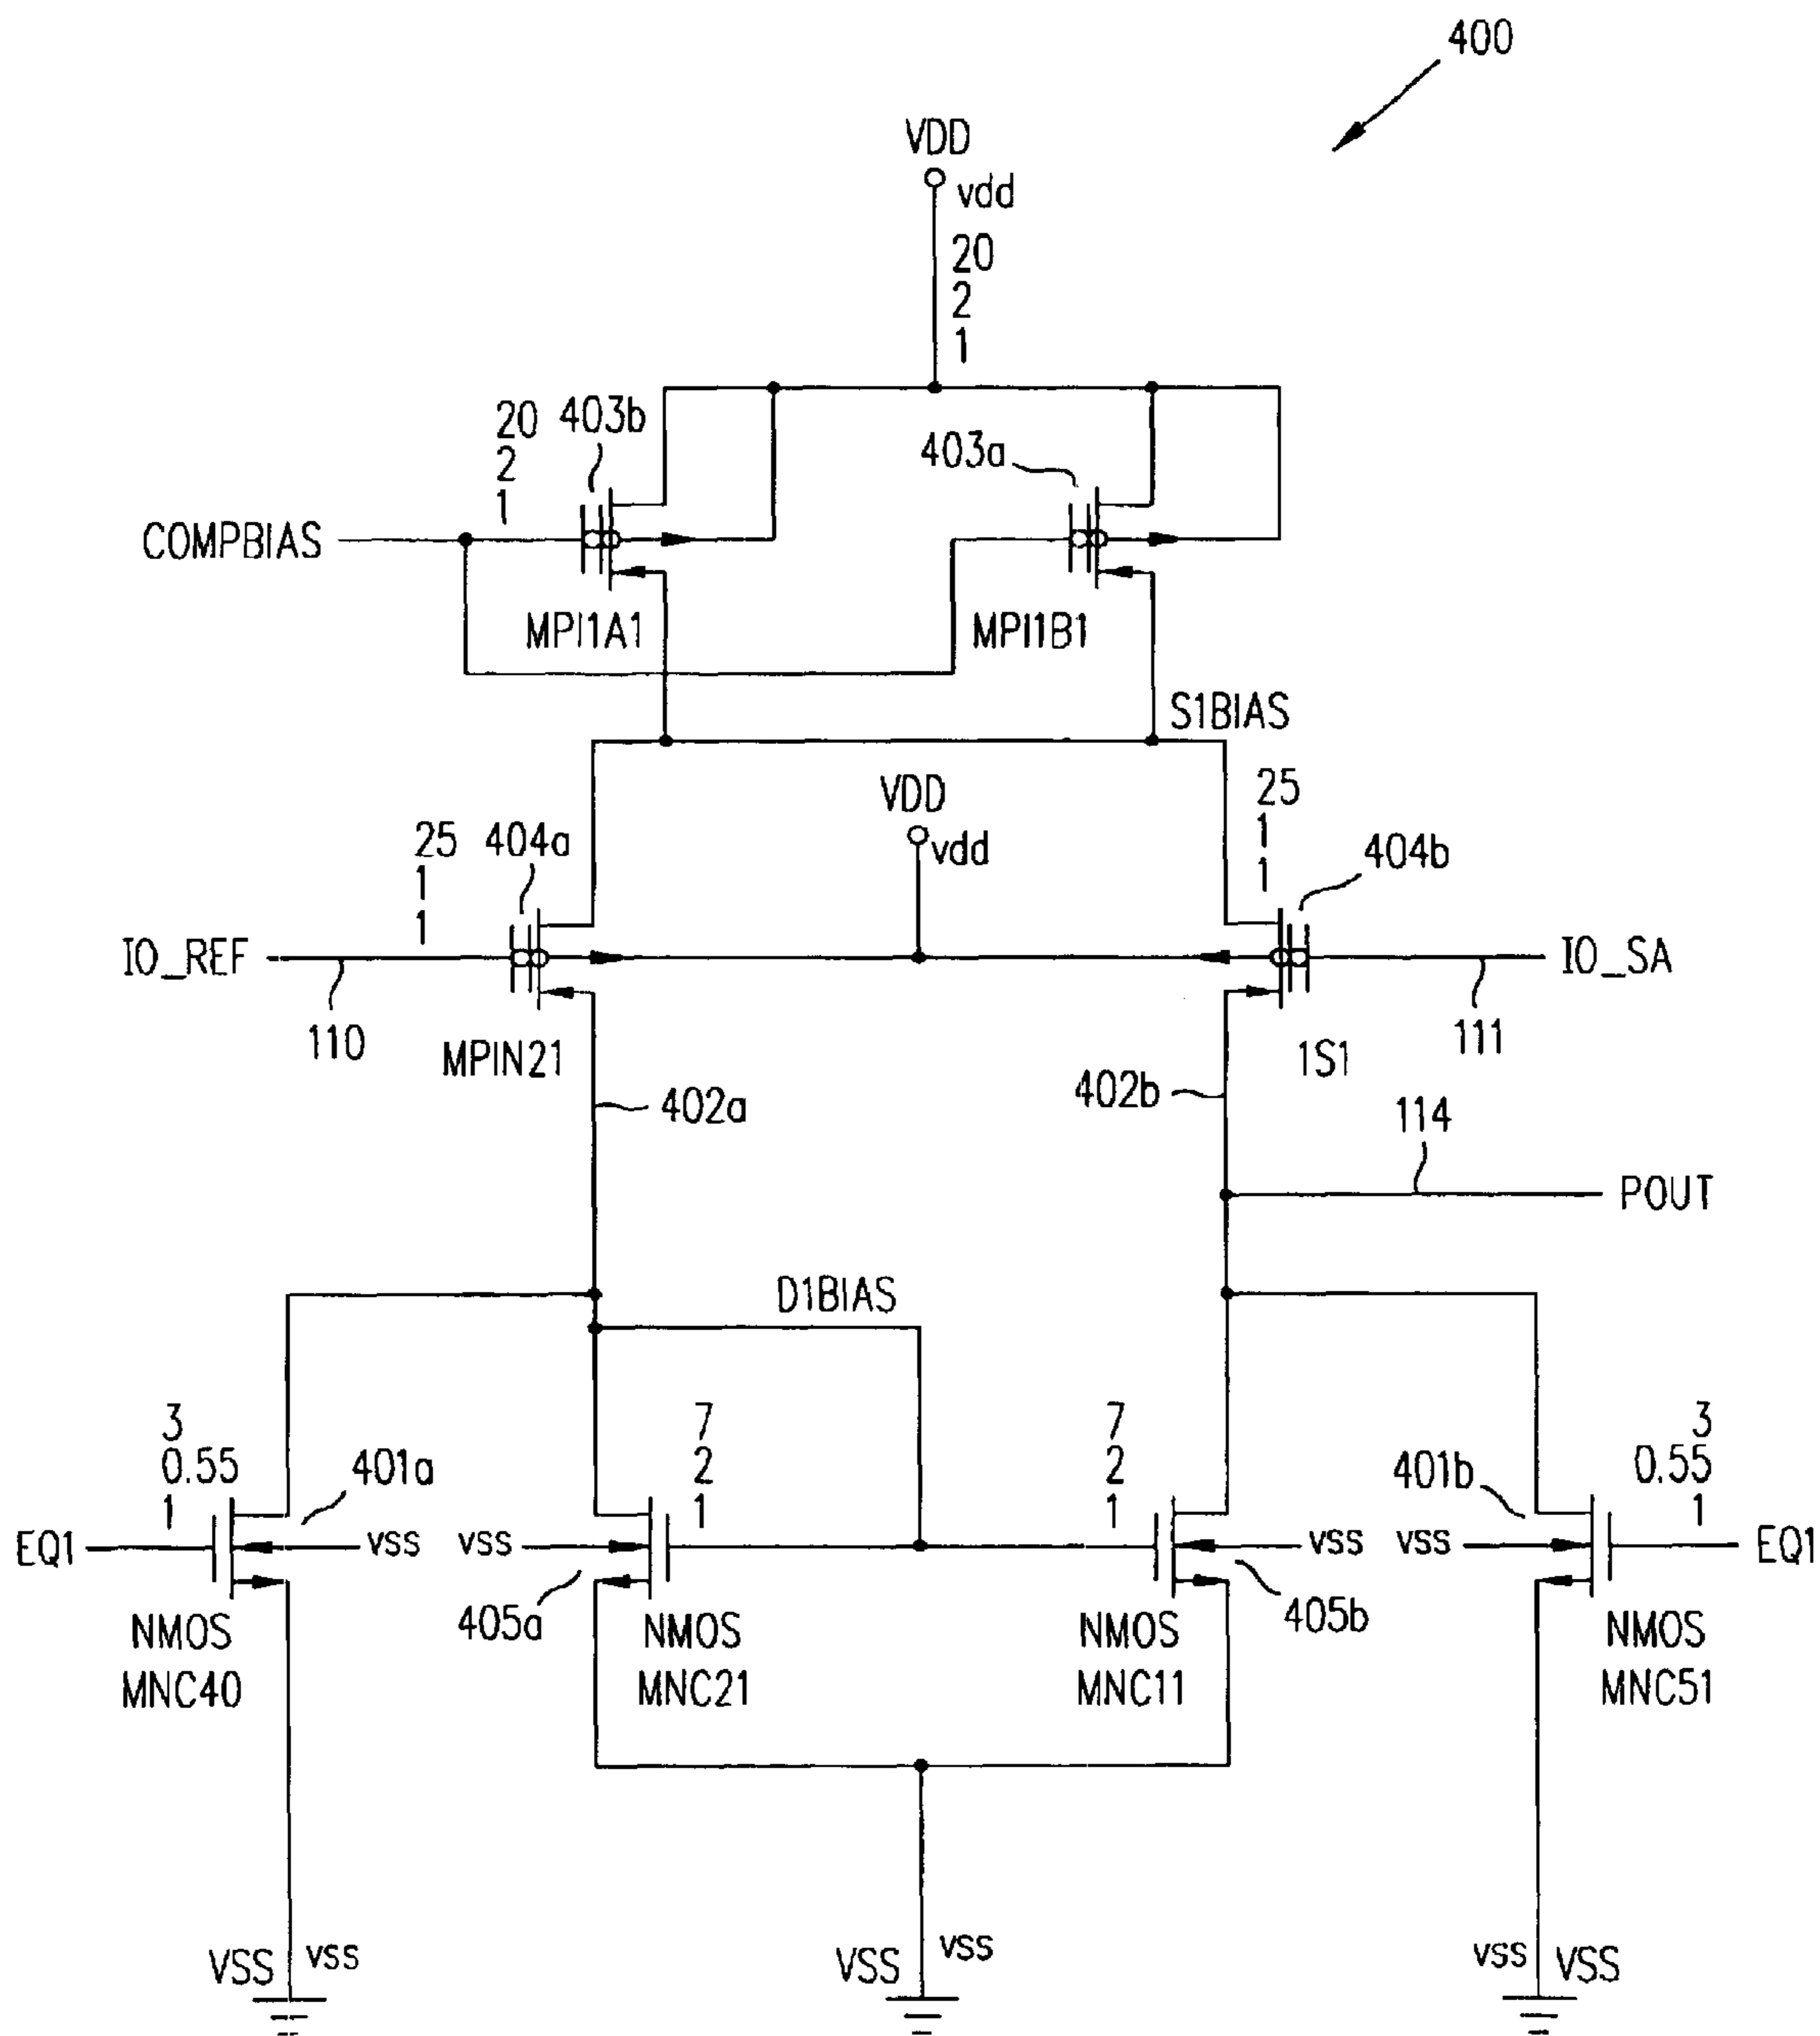 400
VDD
vdd
20
2
1
20
2
1
403b
403a
COMPBIAS
MPI1A1
MPI1B1
S1BIAS
VDD
vdd
25
1
1
404a
25
1
1
404b
IO_REF
IO_SA
110
MPIN21
111
1S1
402a
402b
114
POUT
D1BIAS
3
0.55
1
401a
7
2
1
7
2
1
401b
3
0.55
1
EQ1
vss
vss
vss
vss
EQ1
405a
405b
NMOS
MNC40
NMOS
MNC21
NMOS
MNC11
NMOS
MNC51
VSS
vss
VSS
vss
vss
VSS